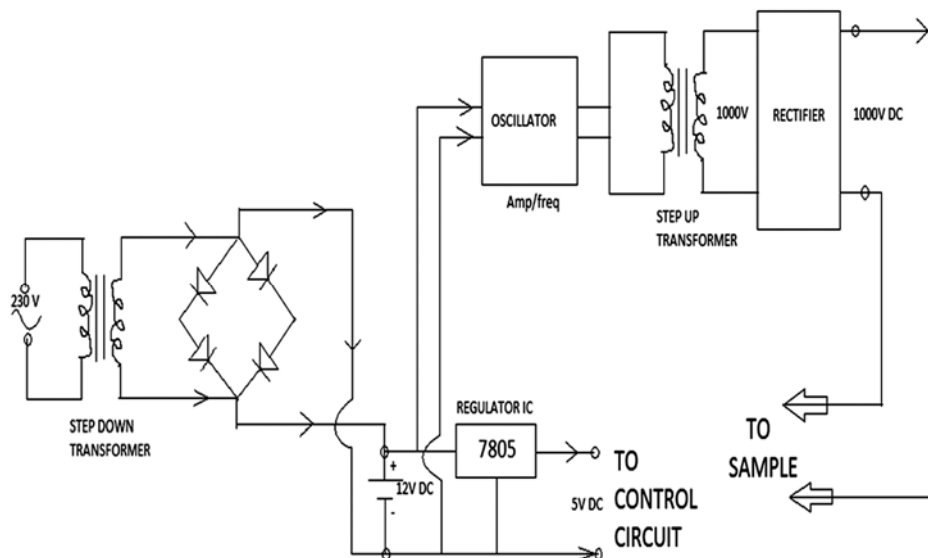 230 V
STEP DOWN
TRANSFORMER
OSCILLATOR
Amp/freq
STEP UP
TRANSFORMER
1000V
RECTIFIER
1000V DC
REGULATOR IC
7805
+
12V DC
-
5V DC
TO
CONTROL
CIRCUIT
TO
SAMPLE